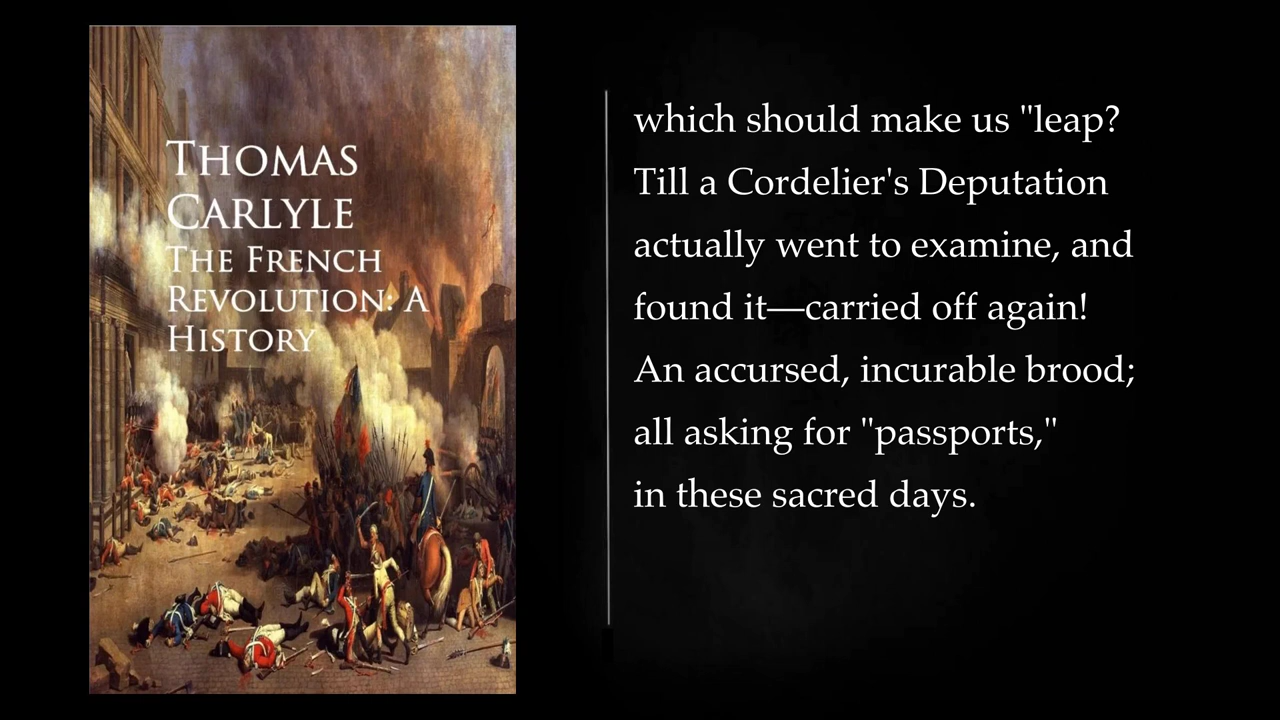 THOMAS
CARLYLE
THE FRENCH
REVOLUTION: A
HISTORY
which should make us "leap?
Till a Cordelier's Deputation
actually went to examine, and
found it—carried off again!
An accursed, incurable brood;
all asking for "passports,"
in these sacred days.